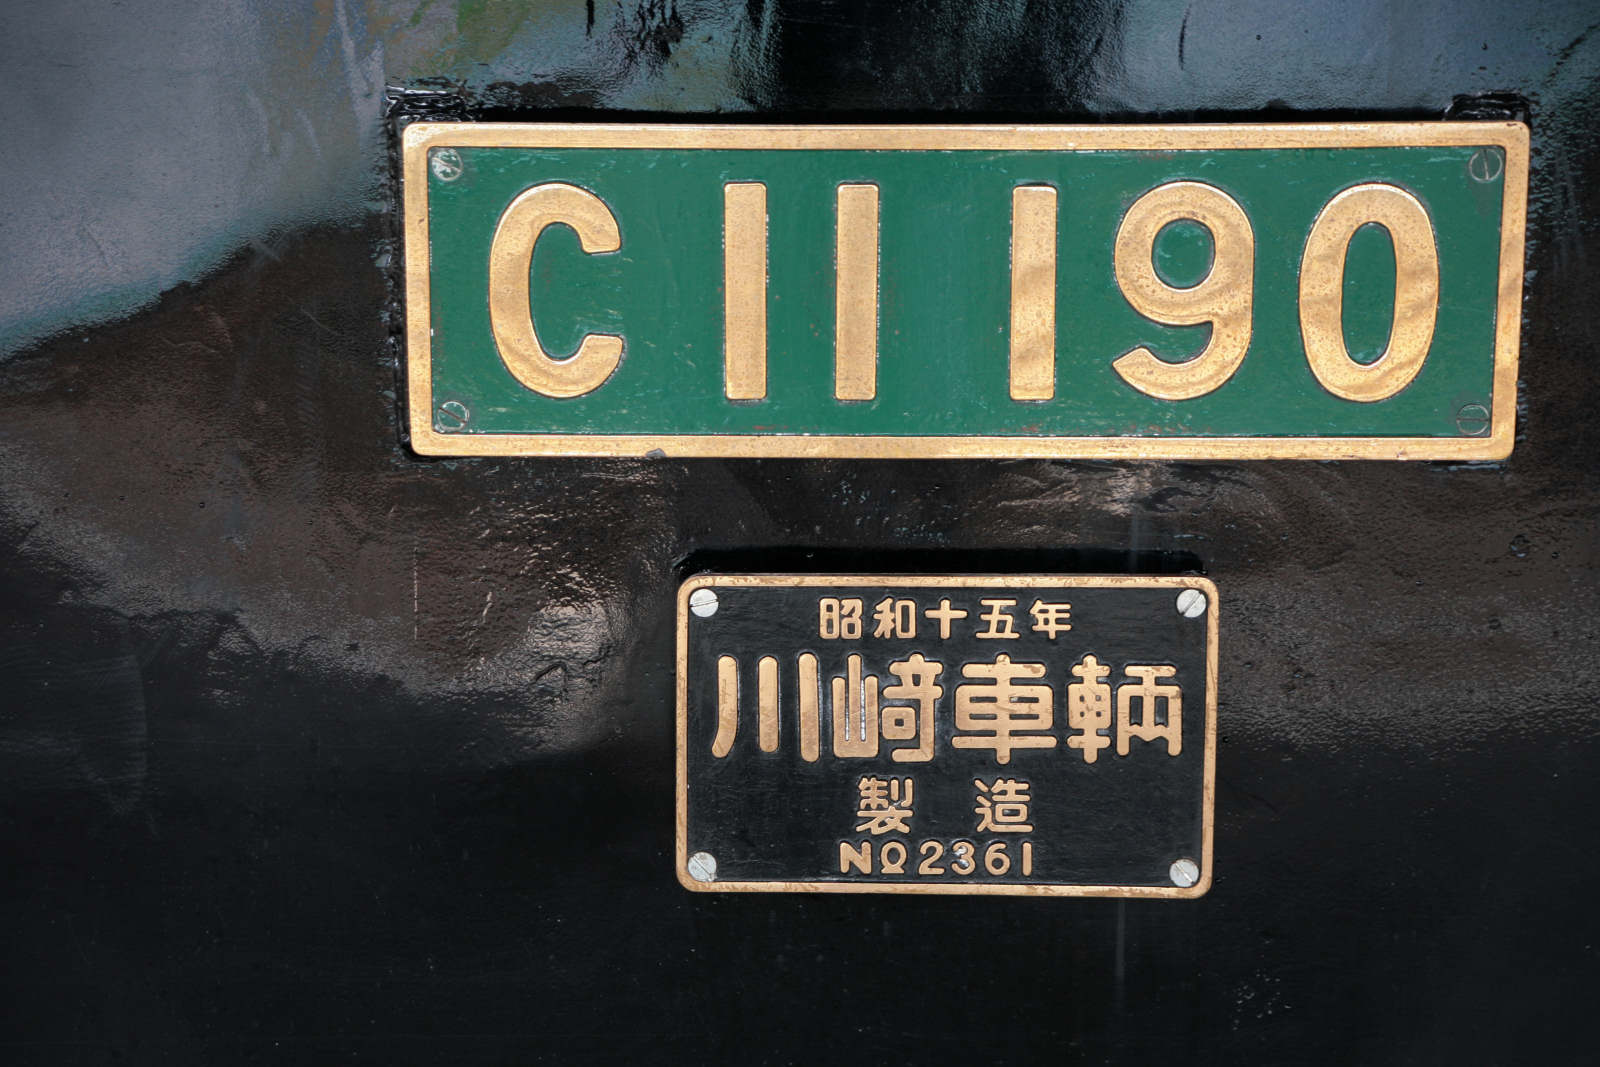 C11 190
昭和十五年
川崎車輌
製造
No2361